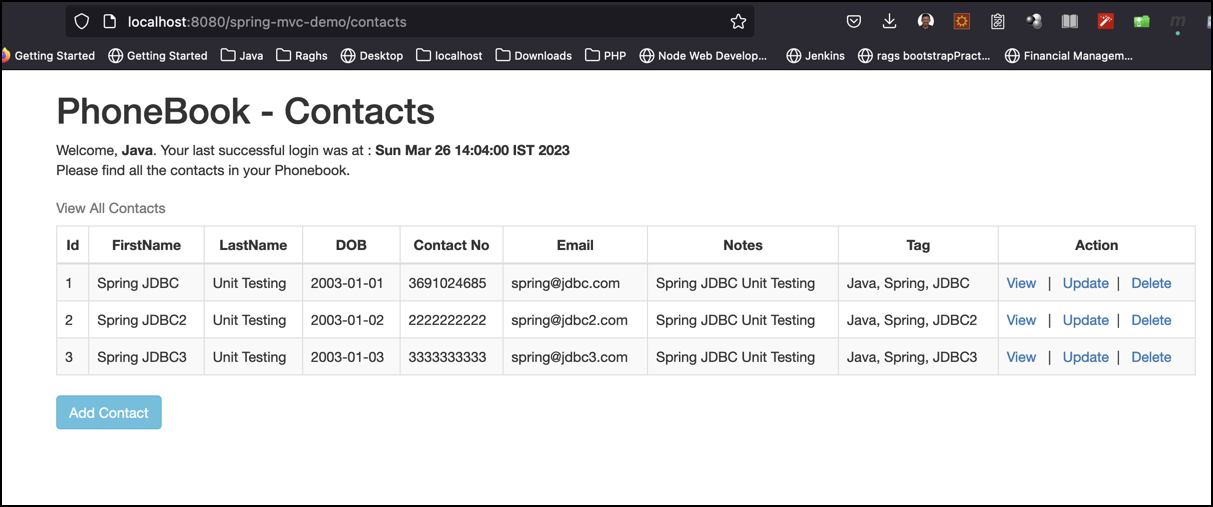 localhost:8080/spring-mvc-demo/contacts
Getting Started Getting Started Java Raghs Desktop localhost Downloads PHP Node Web Develop... Jenkins rags bootstrapPract... Financial Managem...
PhoneBook - Contacts
Welcome, Java. Your last successful login was at : Sun Mar 26 14:04:00 IST 2023
Please find all the contacts in your Phonebook.
View All Contacts
Id FirstName LastName DOB Contact No Email Notes Tag Action
1 Spring JDBC Unit Testing 2003-01-01 3691024685 spring@jdbc.com Spring JDBC Unit Testing Java, Spring, JDBC View | Update | Delete
2 Spring JDBC2 Unit Testing 2003-01-02 2222222222 spring@jdbc2.com Spring JDBC Unit Testing Java, Spring, JDBC2 View | Update | Delete
3 Spring JDBC3 Unit Testing 2003-01-03 3333333333 spring@jdbc3.com Spring JDBC Unit Testing Java, Spring, JDBC3 View | Update | Delete
Add Contact